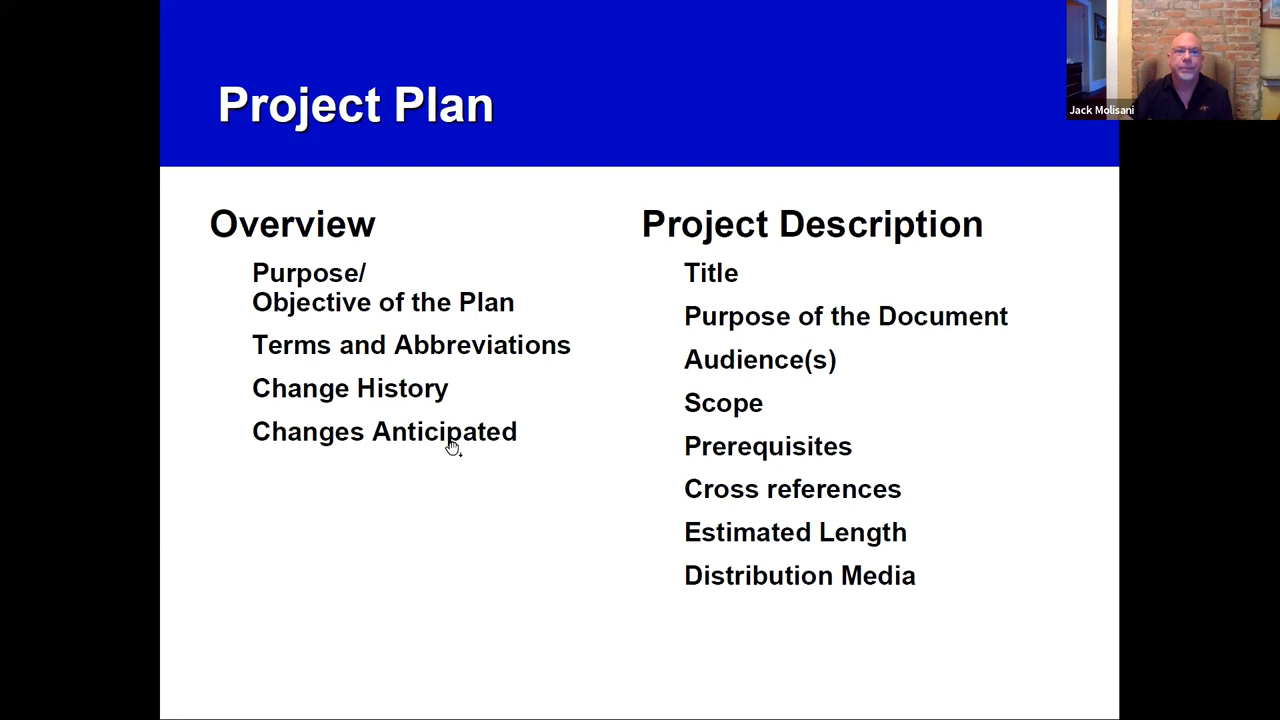 Project Plan
Jack Molisani
Overview
Purpose/
Objective of the Plan
Terms and Abbreviations
Change History
Changes Anticipated
Project Description
Title
Purpose of the Document
Audience(s)
Scope
Prerequisites
Cross references
Estimated Length
Distribution Media